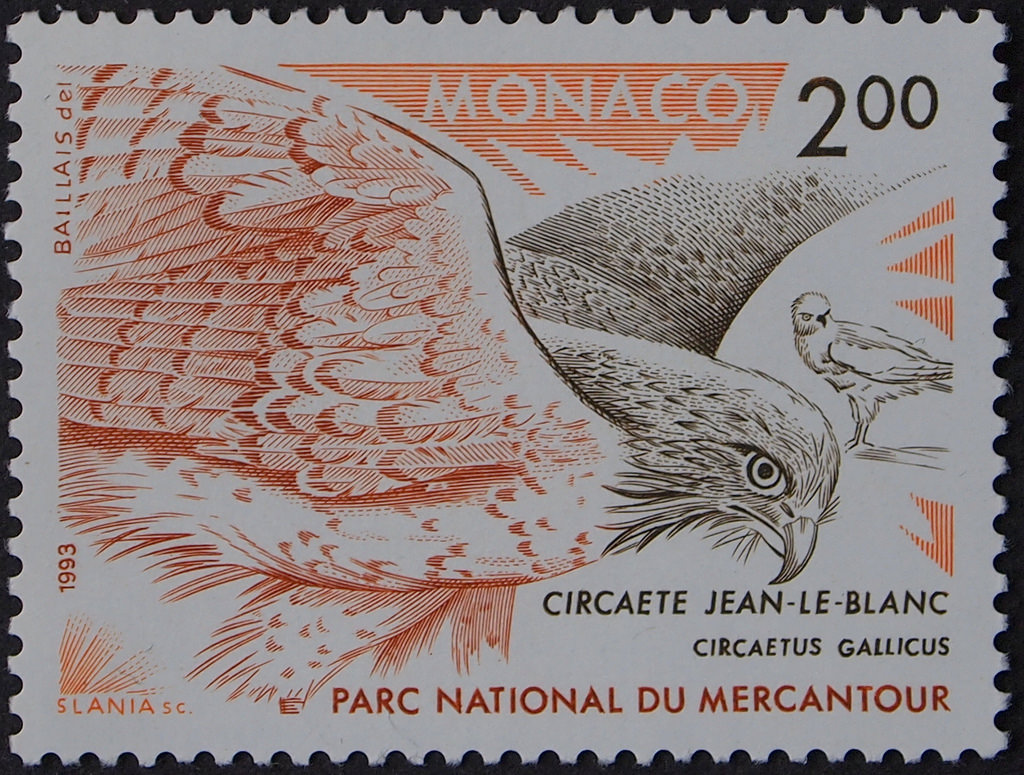 MONACO
2.00
BAILLAIS del
1993
CIRCAETE JEAN-LE-BLANC
CIRCAETUS GALLICUS
SLANIA SC.
PARC NATIONAL DU MERCANTOUR